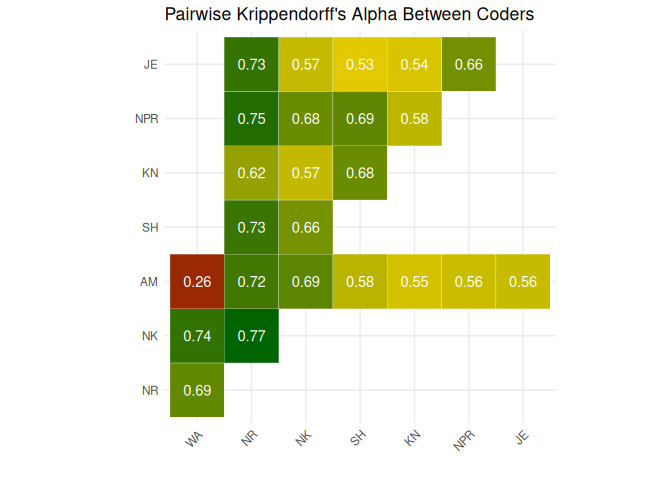 Pairwise Krippendorff's Alpha Between Coders
JE 0.73 0.57 0.53 0.54 0.66
NPR 0.75 0.68 0.69 0.58
KN 0.62 0.57 0.68
SH 0.73 0.66
AM 0.26 0.72 0.69 0.58 0.55 0.56 0.56
NK 0.74 0.77
NR 0.69
WA NR NK SH KN NPR JE